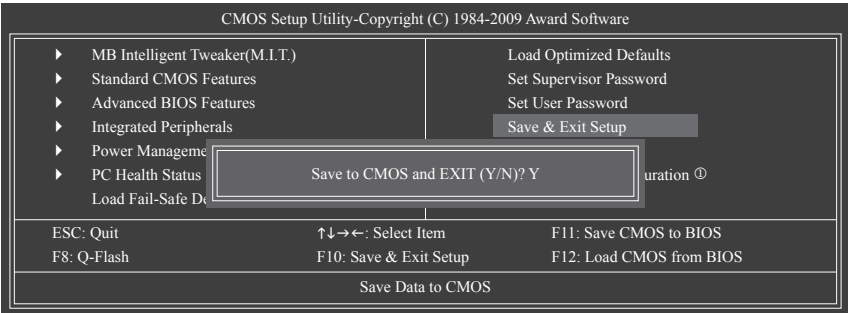 CMOS Setup Utility-Copyright (C) 1984-2009 Award Software
MB Intelligent Tweaker(M.I.T.)
Standard CMOS Features
Advanced BIOS Features
Integrated Peripherals
Power Manageme
PC Health Status
Load Fail-Safe De
Load Optimized Defaults
Set Supervisor Password
Set User Password
Save & Exit Setup
uration ①
Save to CMOS and EXIT (Y/N)? Y
ESC: Quit ↑↓→←: Select Item F11: Save CMOS to BIOS
F8: Q-Flash F10: Save & Exit Setup F12: Load CMOS from BIOS
Save Data to CMOS